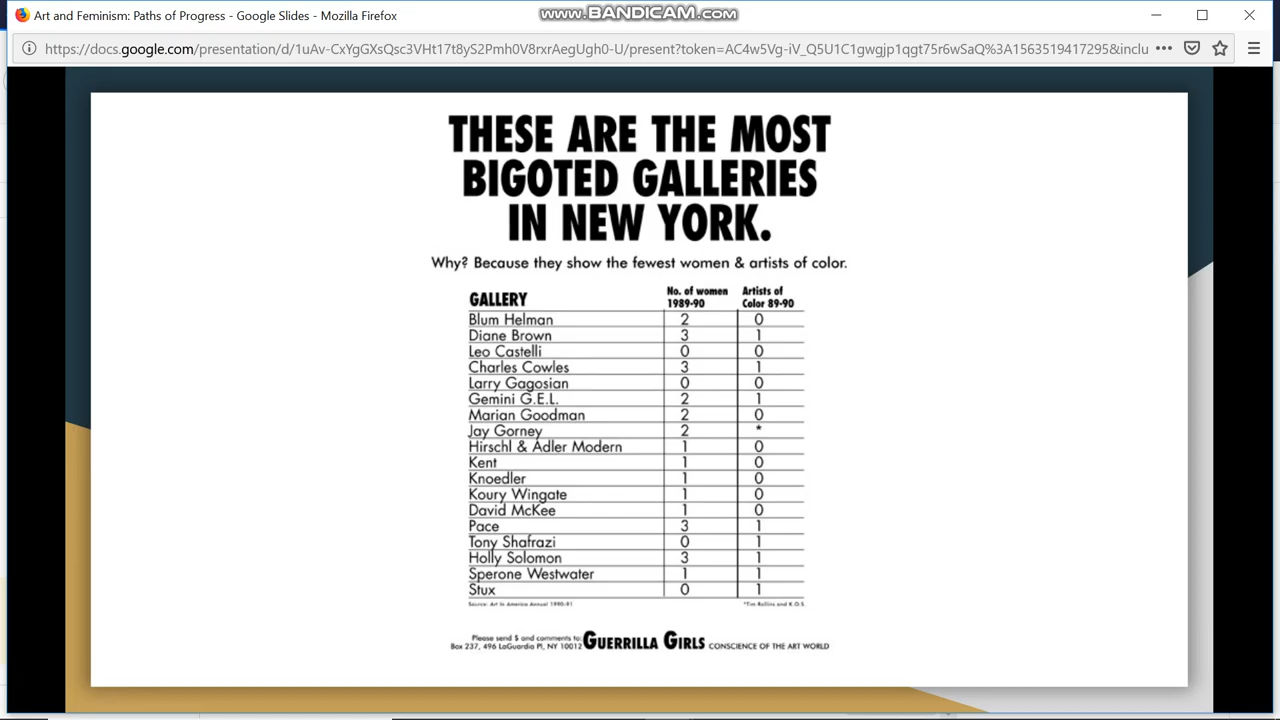 Art and Feminism: Paths of Progress - Google Slides - Mozilla Firefox
www.BANDICAM.com
https://docs.google.com/presentation/d/1uAv-CxYgGXsQsc3VHt17t8yS2Pmh0V8rxmegUgh0-U/present?token=AC4w5Vg-iV_Q5U1C1gwgjp1qgt75r6wSaQ%3A1563519417295&inclu
THESE ARE THE MOST
BIGOTED GALLERIES
IN NEW YORK.
Why? Because they show the fewest women & artists of color.
GALLERY No. of women 1989-90 Artists of Color 89-90
Blum Helman 2 0
Diane Brown 3 1
Leo Castelli 0 0
Charles Cowles 3 1
Larry Gagosian 0 0
Gemini G.E.L. 2 1
Marian Goodman 2 0
Jay Gorney 2 *
Hirschl & Adler Modern 1 0
Kent 1 0
Knoedler 1 0
Koury Wingate 1 0
David McKee 1 0
Pace 3 1
Tony Shafrazi 0 1
Holly Solomon 3 1
Sperone Westwater 1 1
Stux 0 1
Source: Art in America Annual 1990-91 *Tim Rollins and K.O.S.
Please send $ and comments to:
Box 237, 496 LaGuardia Pl, NY 10012 GUERRILLA GIRLS CONSCIENCE OF THE ART WORLD